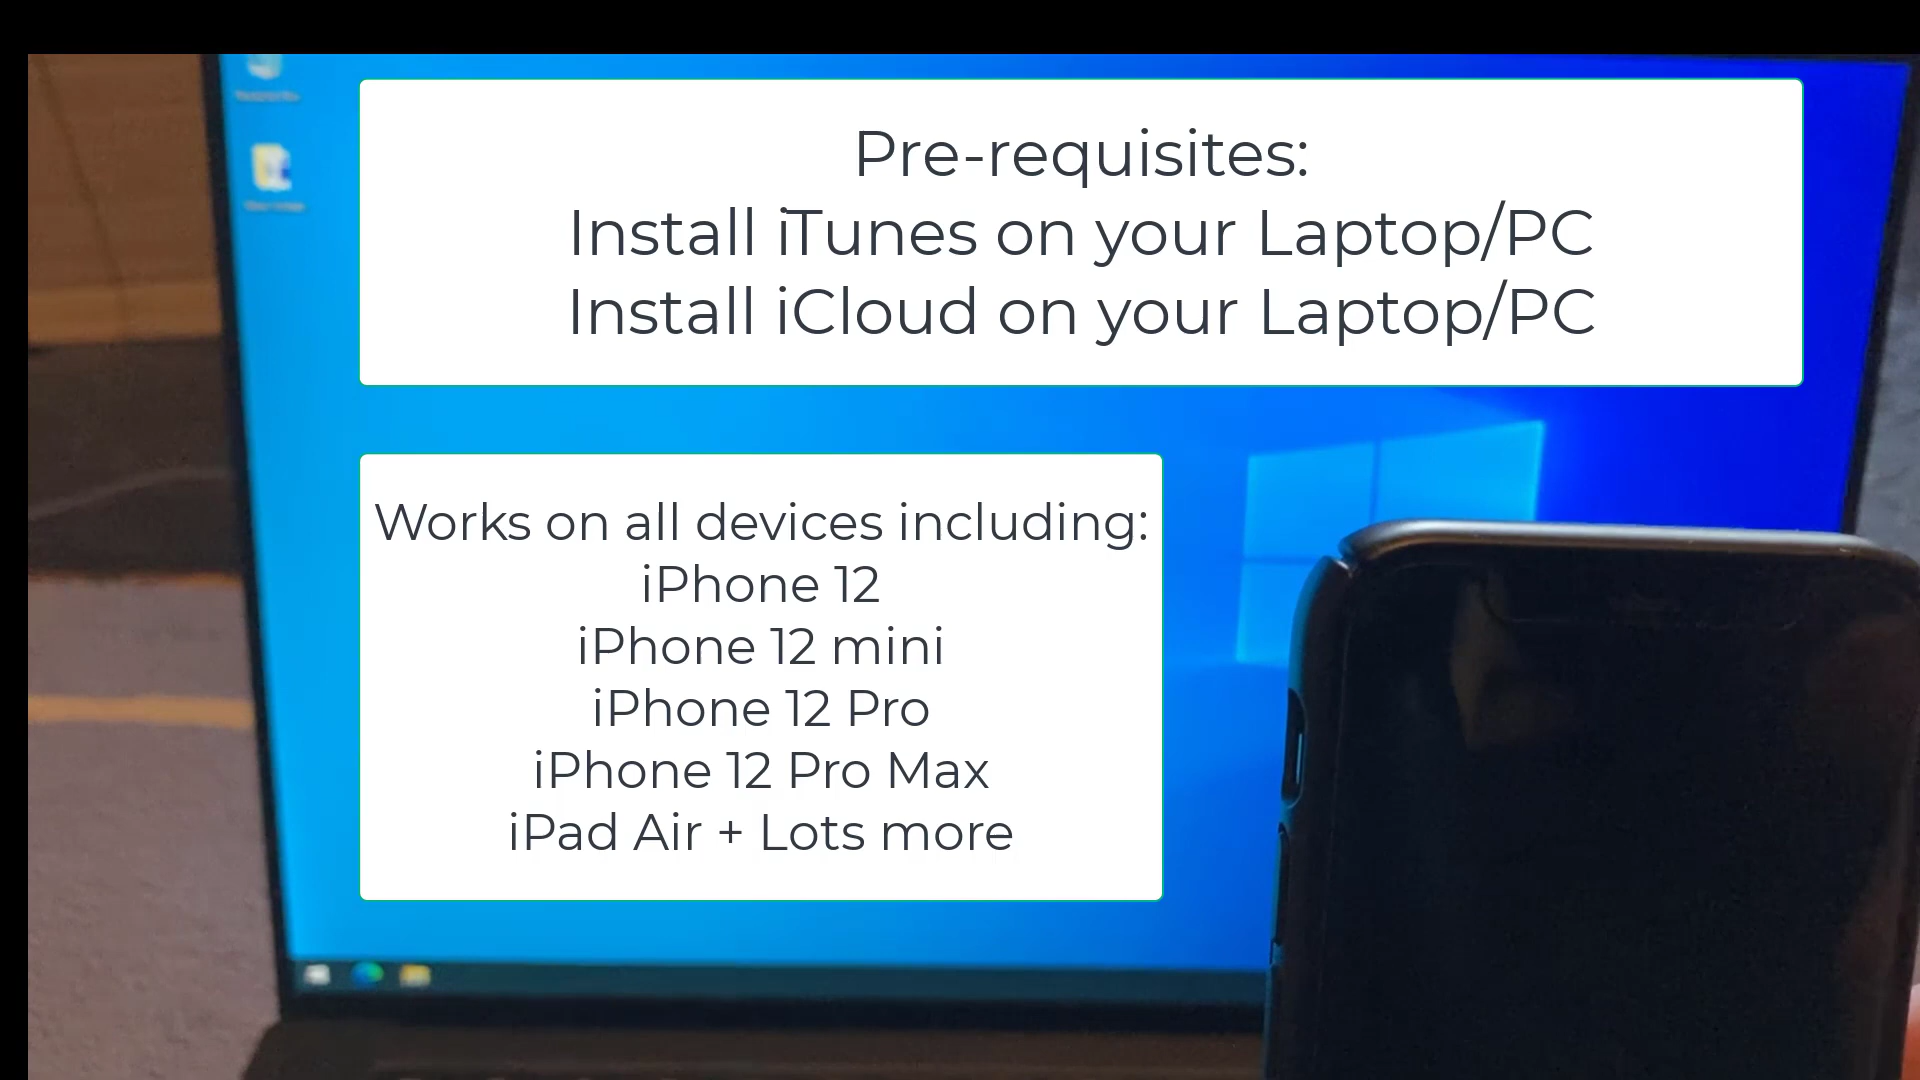 Pre-requisites:
Install iTunes on your Laptop/PC
Install iCloud on your Laptop/PC
Works on all devices including:
iPhone 12
iPhone 12 mini
iPhone 12 Pro
iPhone 12 Pro Max
iPad Air + Lots more